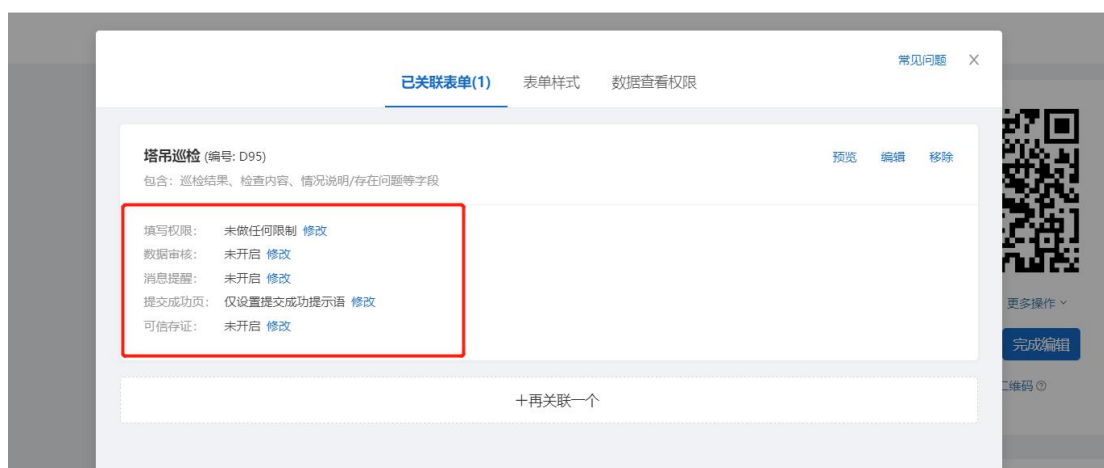 常见问题 X
已关联表单(1) 表单样式 数据查看权限
塔吊巡检 (编号: D95) 预览 编辑 移除
包含：巡检结果、检查内容、情况说明/存在问题等字段
填写权限： 未做任何限制 修改
数据审核： 未开启 修改
消息提醒： 未开启 修改
提交成功页： 仅设置提交成功提示语 修改
可信存证： 未开启 修改
更多操作
完成编辑
二维码
+再关联一个